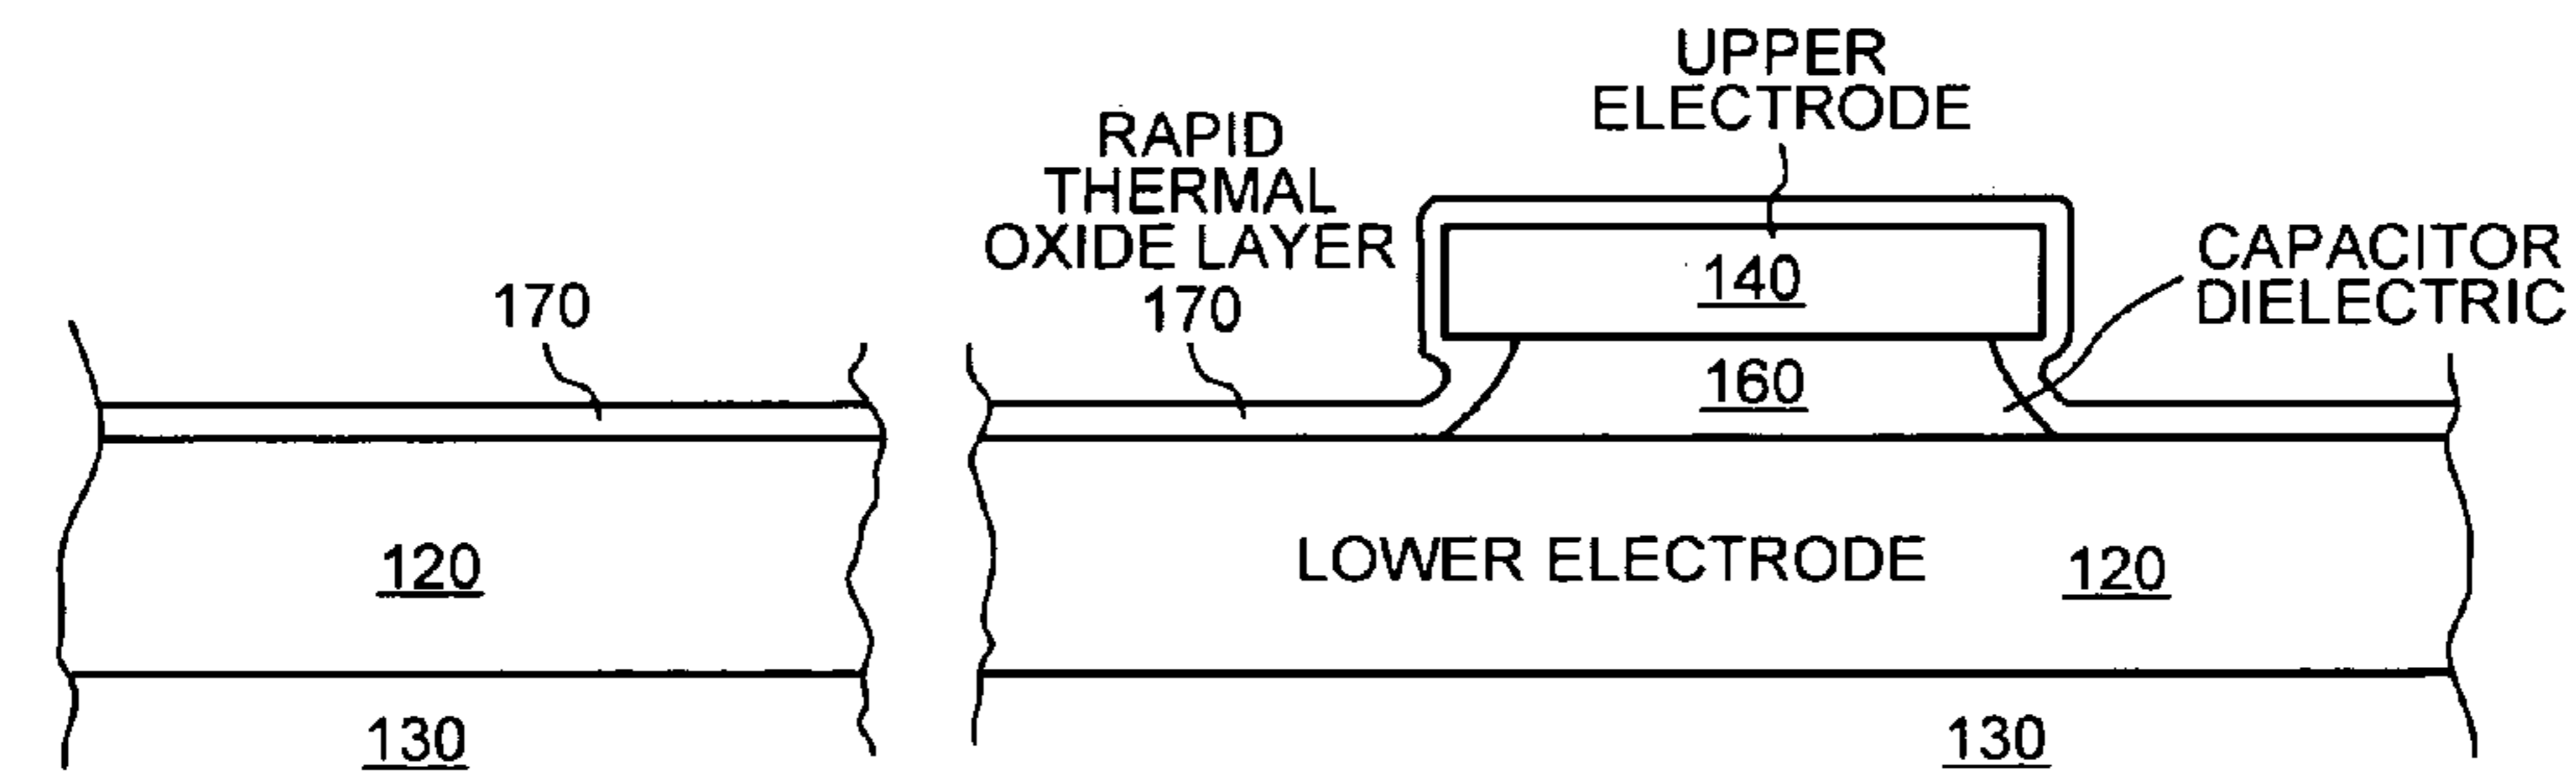 UPPER
ELECTRODE
RAPID
THERMAL
OXIDE LAYER
170
170
140
CAPACITOR
DIELECTRIC
160
LOWER ELECTRODE
120
120
130
130